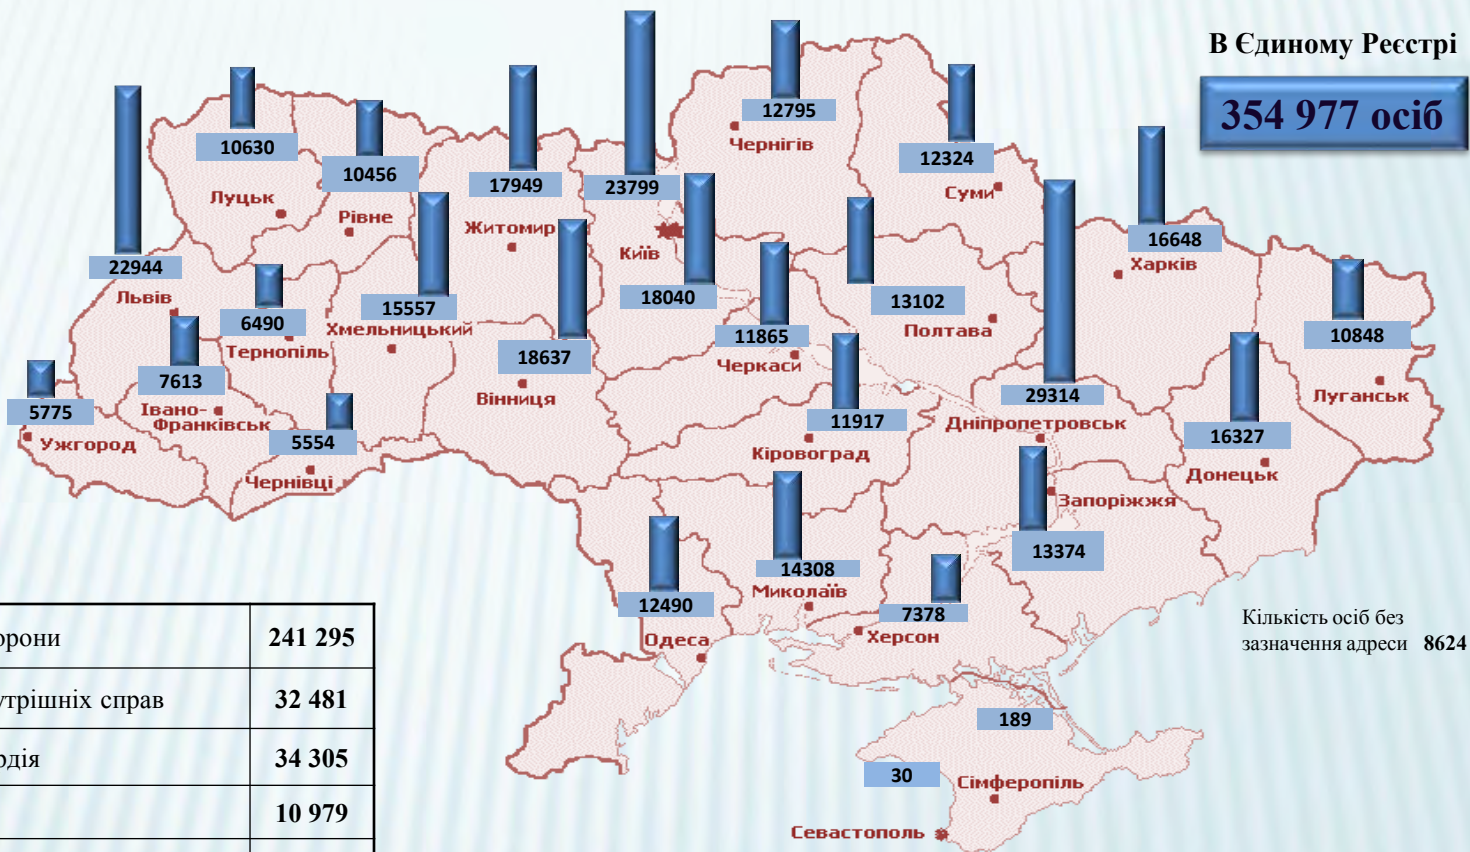 В Єдиному Реєстрі
354 977 осіб
12795
Чернігів
10630
Луцьк
10456
Рівне
17949
Житомир
23799
Київ
12324
Суми
16648
Харків
22944
Львів
6490
Тернопіль
15557
Хмельницький
18637
Вінниця
18040
11865
Черкаси
13102
Полтава
10848
Луганськ
7613
Івано-
Франківськ
5775
Ужгород
5554
Чернівці
11917
Кіровоград
29314
Дніпропетровськ
16327
Донецьк
Запоріжжя
13374
14308
Миколаїв
12490
Одеса
7378
Херсон
Кількість осіб без
зазначення адреси 8624
189
30
Сімферополь
Севастополь
орони 241 295
утрішніх справ 32 481
рдія 34 305
10 979